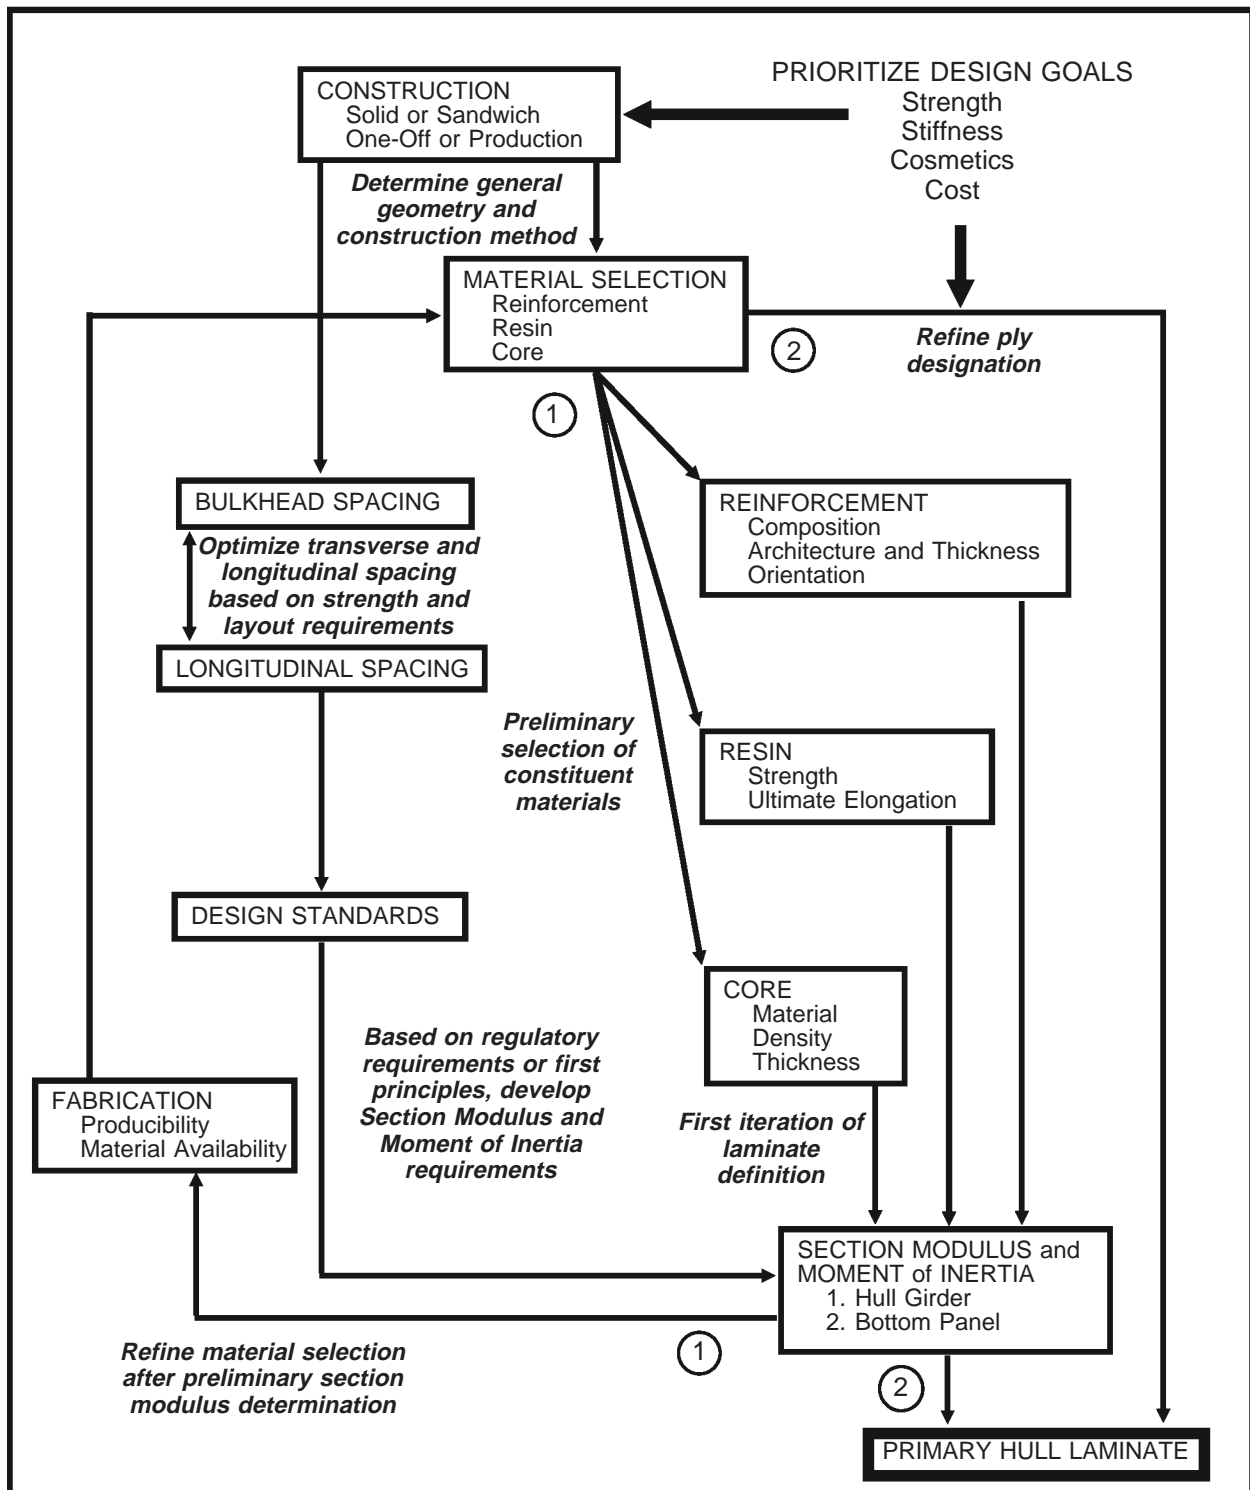 PRIORITIZE DESIGN GOALS
Strength
Stiffness
Cosmetics
Cost
CONSTRUCTION
Solid or Sandwich
One-Off or Production
Determine general
geometry and
construction method
MATERIAL SELECTION
Reinforcement
Resin
Core
2
Refine ply
designation
1
BULKHEAD SPACING
Optimize transverse and
longitudinal spacing
based on strength and
layout requirements
LONGITUDINAL SPACING
REINFORCEMENT
Composition
Architecture and Thickness
Orientation
Preliminary
selection of
constituent
materials
RESIN
Strength
Ultimate Elongation
DESIGN STANDARDS
CORE
Material
Density
Thickness
Based on regulatory
requirements or first
principles, develop
Section Modulus and
Moment of Inertia
requirements
FABRICATION
Producibility
Material Availability
First iteration of
laminate
definition
SECTION MODULUS and
MOMENT of INERTIA
1. Hull Girder
2. Bottom Panel
1
Refine material selection
after preliminary section
modulus determination
2
PRIMARY HULL LAMINATE